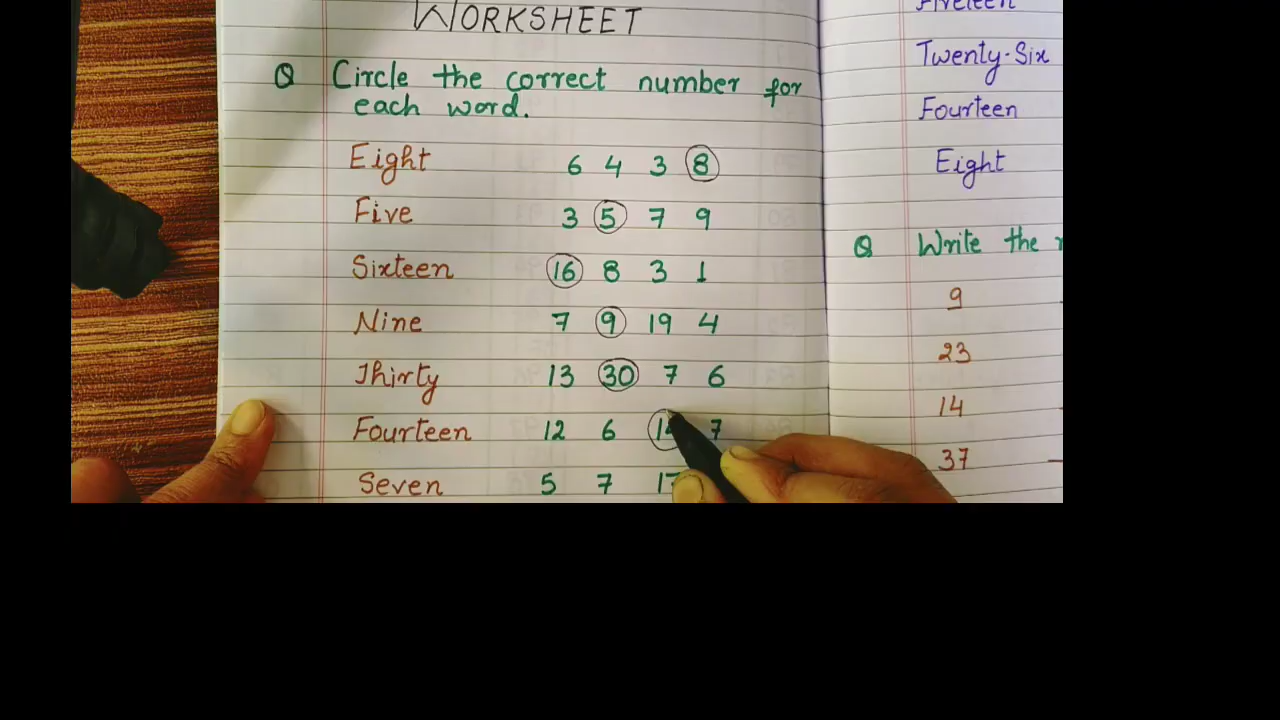 WORKSHEET
Q Circle the correct number for
each word.
Eight 6 4 3 8
Five 3 5 7 9
Sixteen 16 8 3 1
Nine 7 9 19 4
Thirty 13 30 7 6
Fourteen 12 6 14 7
Seven 5 7 17
Twenty-Six
Fourteen
Eight
Q Write the
9
23
14
37